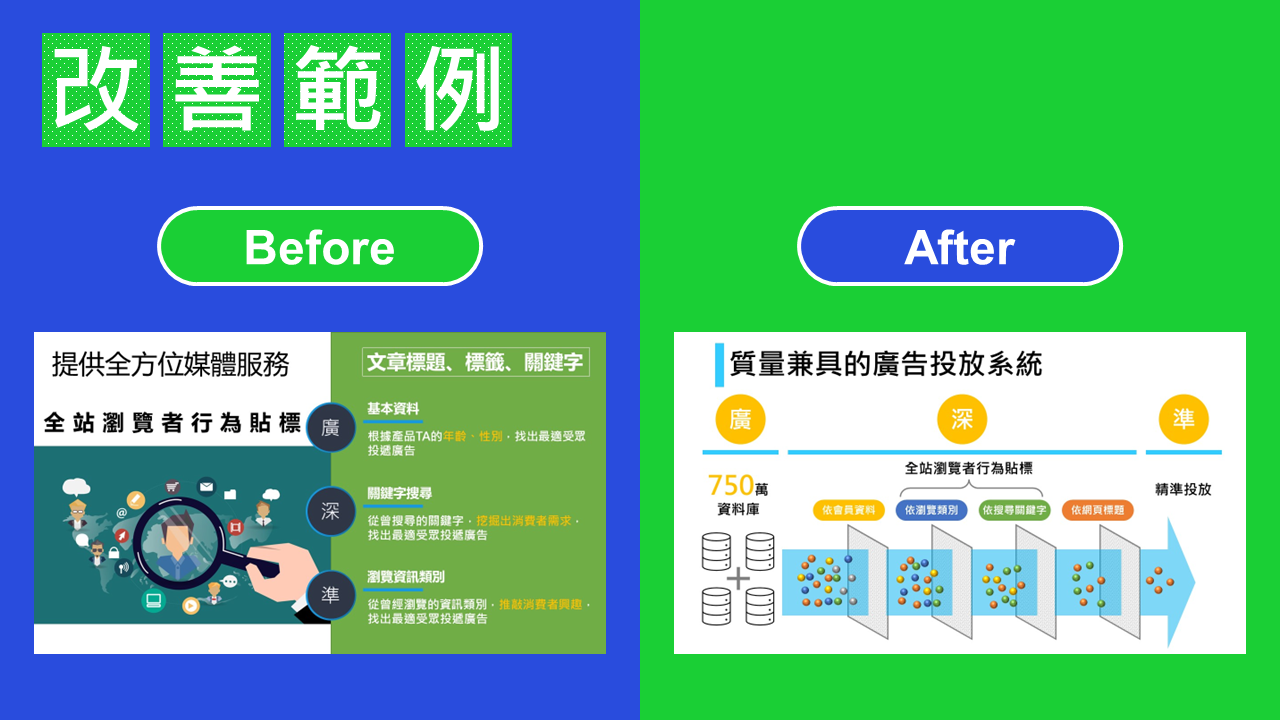 改善範例
Before
提供全方位媒體服務
全站瀏覽者行為貼標
@
文章標題、標籤、關鍵字
廣
基本資料
根據產品TA的年齡、性別，找出最適受眾
投遞廣告
深
關鍵字搜尋
從曾搜尋的關鍵字，挖掘出消費者需求，
找出最適受眾投遞廣告
準
瀏覽資訊類別
從曾經瀏覽的資訊類別，推敲消費者興趣，
找出最適受眾投遞廣告
After
質量兼具的廣告投放系統
廣
深
準
750萬
資料庫
全站瀏覽者行為貼標
精準投放
依會員資料
依瀏覽類別
依搜尋關鍵字
依網頁標題